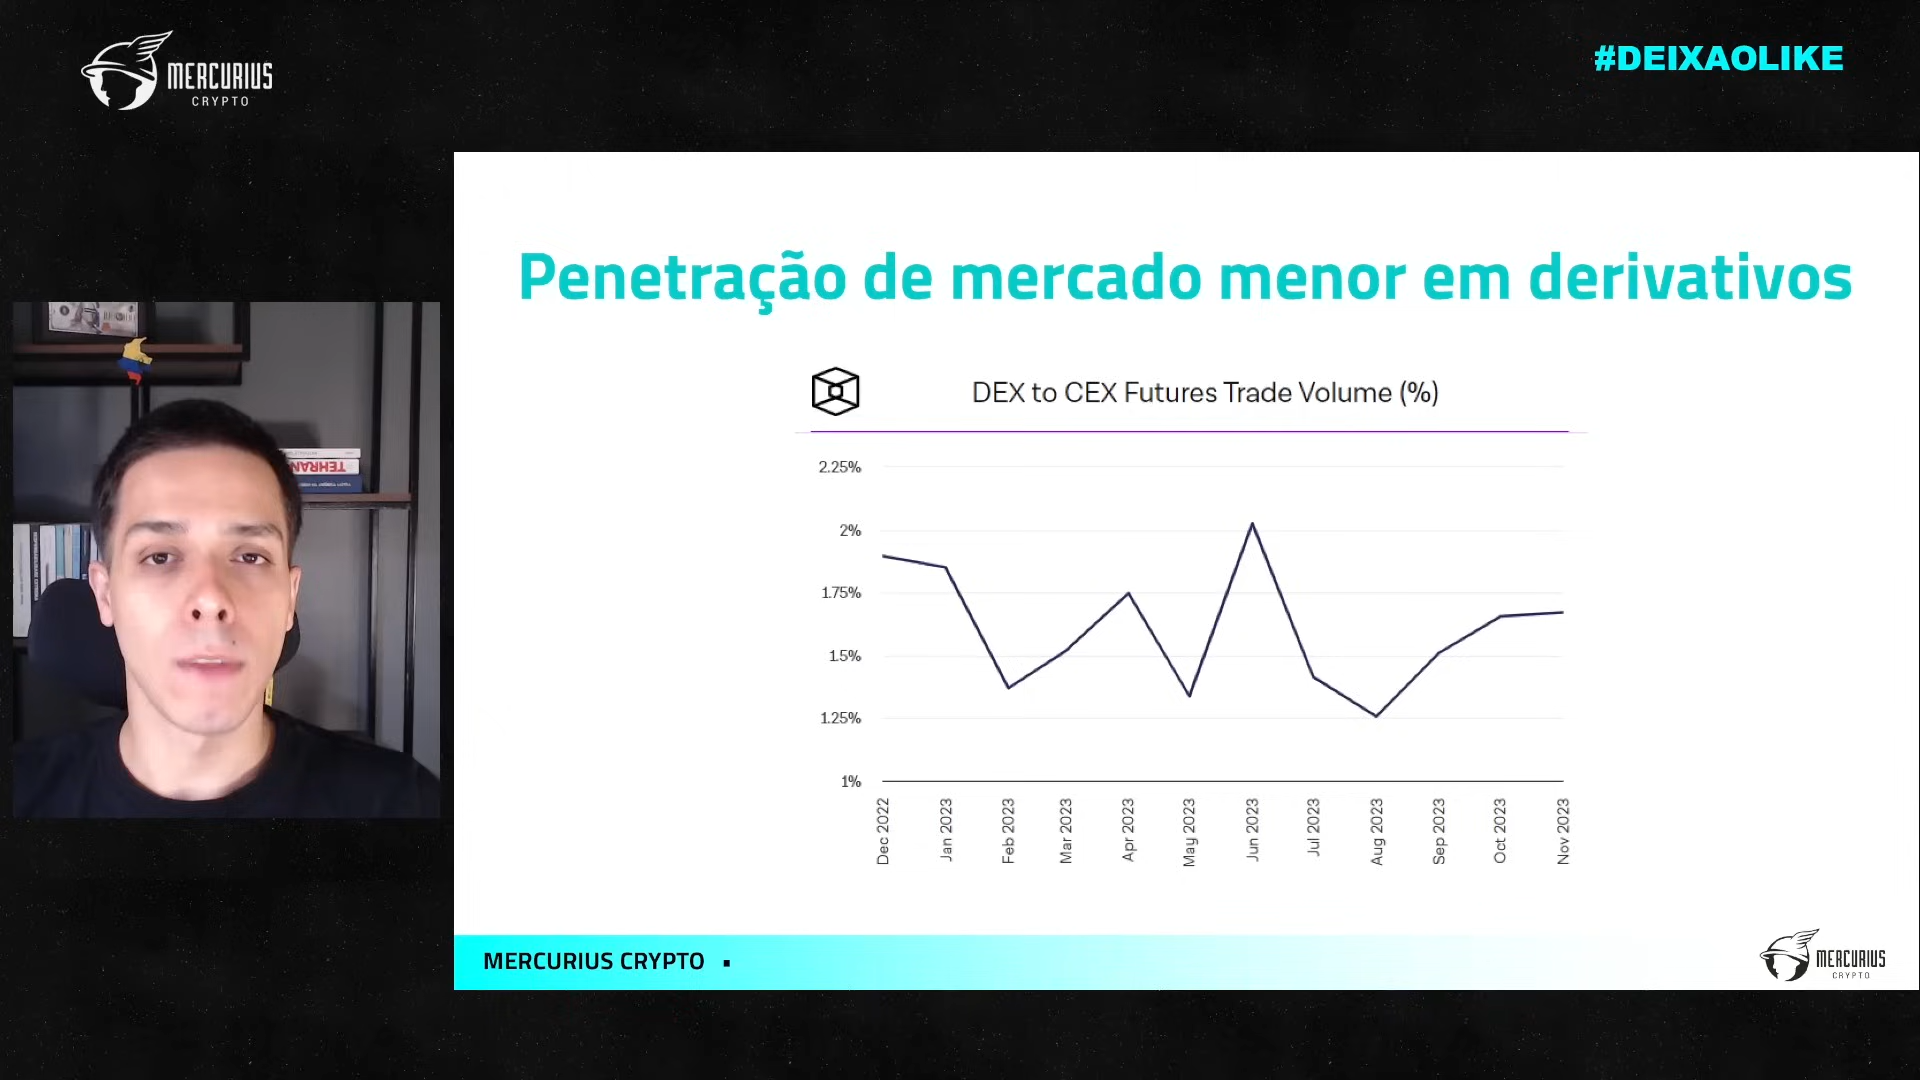 MERCURIUS
CRYPTO
#DEIXAOLIKE
Penetração de mercado menor em derivativos
DEX to CEX Futures Trade Volume (%)
2.25%
2%
1.75%
1.5%
1.25%
1%
Dec 2022
Jan 2023
Feb 2023
Mar 2023
Apr 2023
May 2023
Jun 2023
Jul 2023
Aug 2023
Sep 2023
Oct 2023
Nov 2023
TEHRAN
MERCURIUS CRYPTO ▪
MERCURIUS
CRYPTO